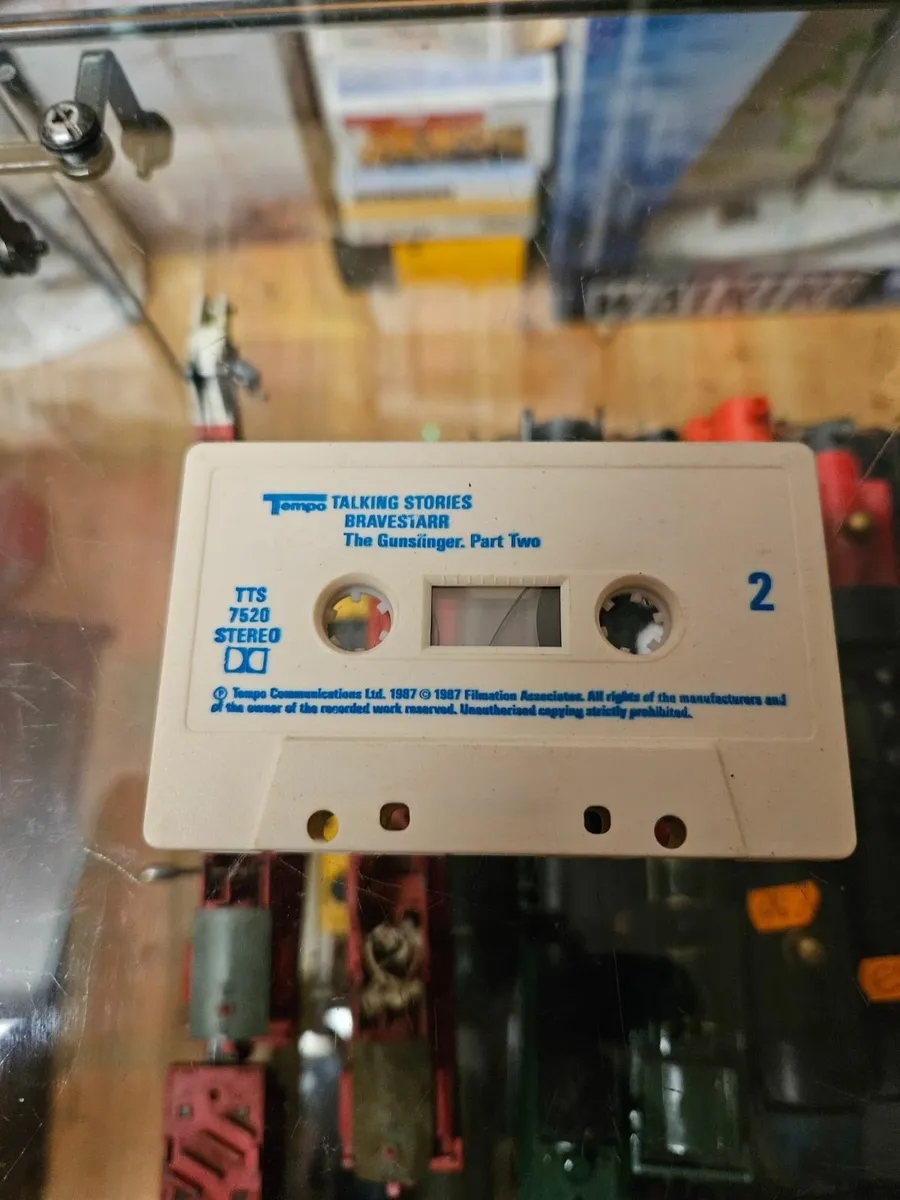 Tempo TALKING STORIES
BRAVESTARR
The Gunslinger. Part Two
2
TTS
7520
STEREO
Ⓟ Tempo Communications Ltd. 1987 © 1987 Filmation Associates. All rights of the manufacturers and
of the owner of the recorded work reserved. Unauthorised copying strictly prohibited.